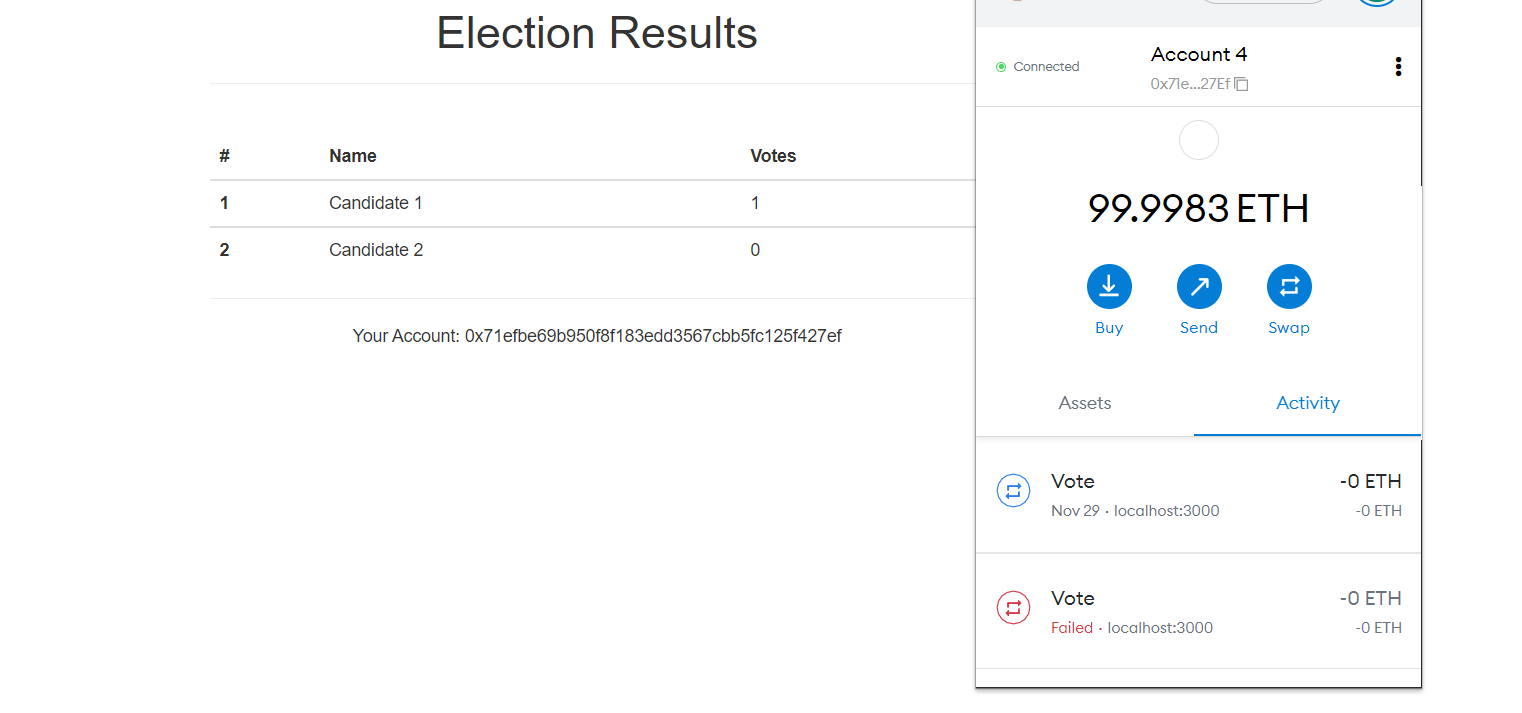 Election Results
# Name Votes
1 Candidate 1 1
2 Candidate 2 0
Your Account: 0x71efbe69b950f8f183edd3567cbb5fc125f427ef
Connected
Account 4
0x71e...27Ef
99.9983 ETH
Buy Send Swap
Assets Activity
Vote -0 ETH
Nov 29 · localhost:3000 -0 ETH
Vote -0 ETH
Failed · localhost:3000 -0 ETH